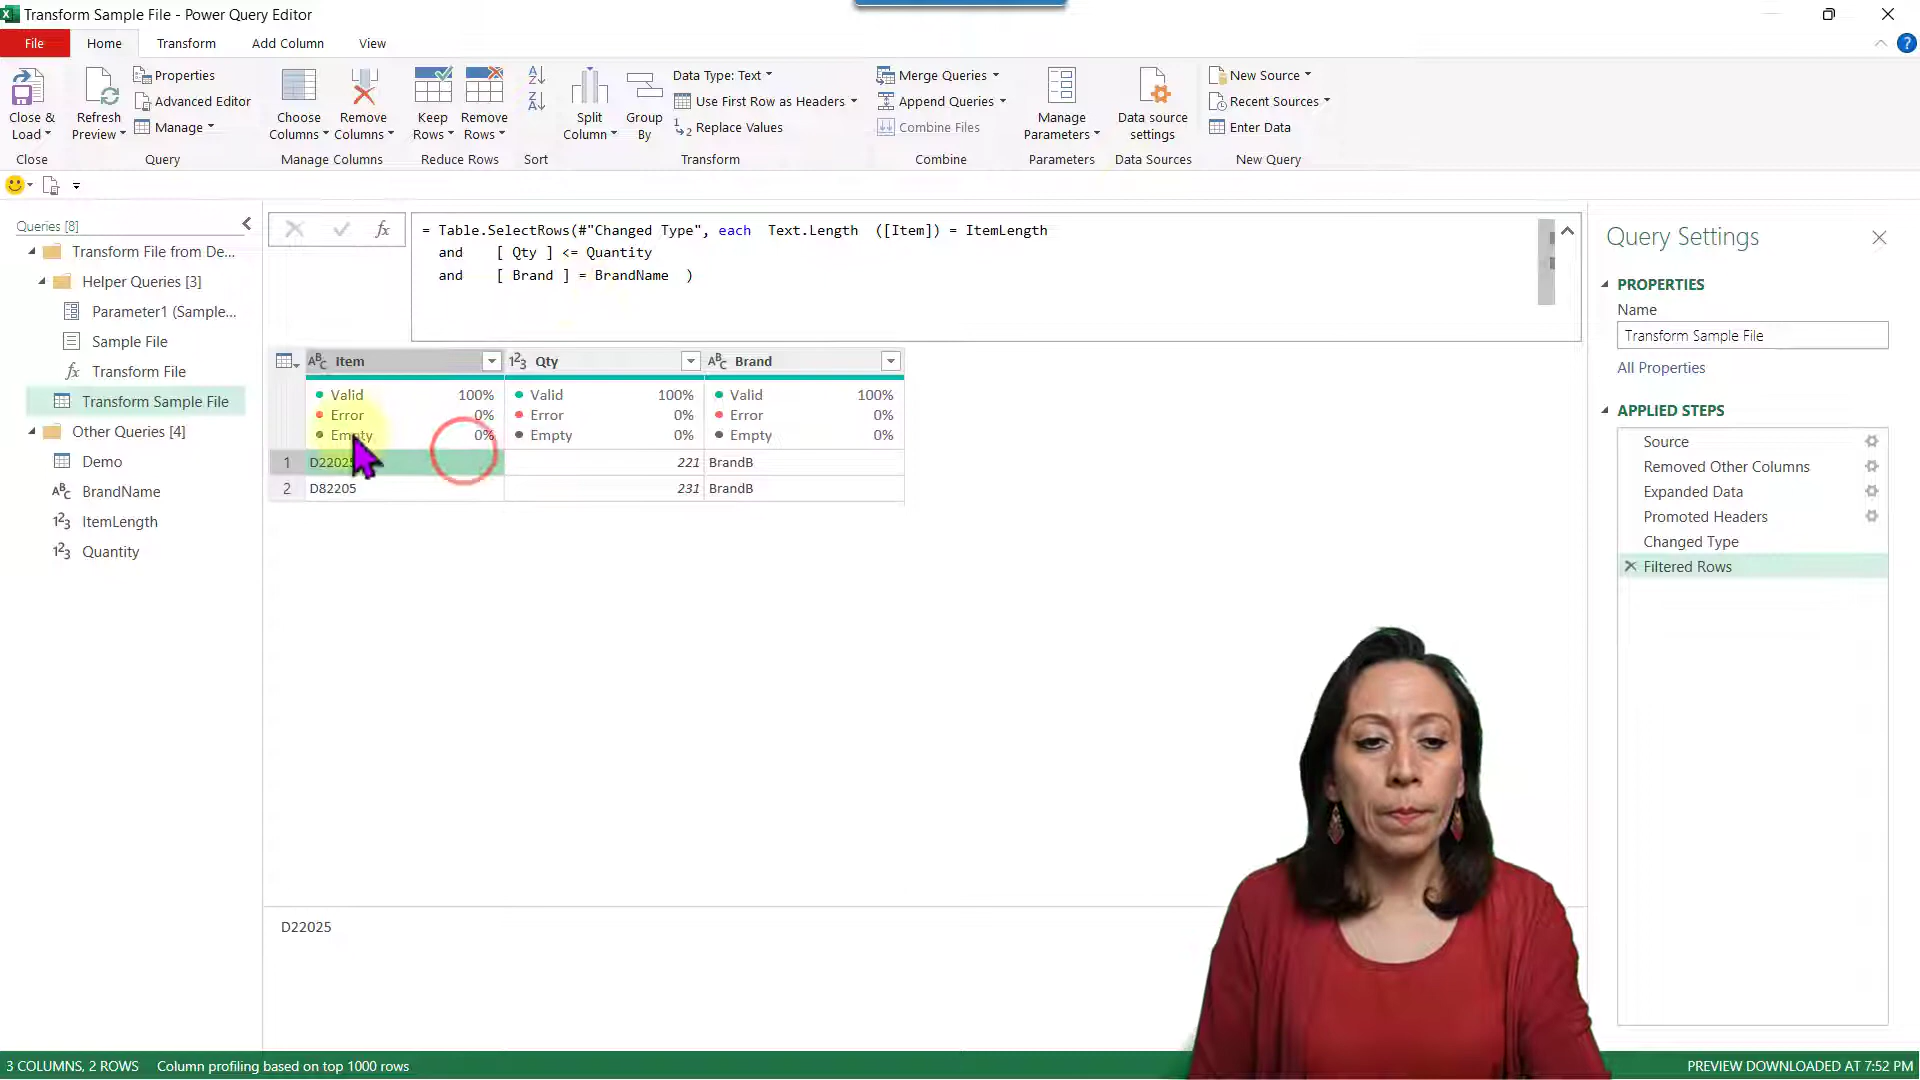 Transform Sample File - Power Query Editor
File
Home
Transform
Add Column
View
Close & Load
Refresh Preview
Properties
Advanced Editor
Manage
Choose Columns
Remove Columns
Keep Rows
Remove Rows
Split Column
Group By
Data Type: Text
Use First Row as Headers
Replace Values
Merge Queries
Append Queries
Combine Files
Manage Parameters
Data source settings
New Source
Recent Sources
Enter Data
Close
Query
Manage Columns
Reduce Rows
Sort
Transform
Combine
Parameters
Data Sources
New Query
Queries [8]
Transform File from De...
Helper Queries [3]
Parameter1 (Sample...
Sample File
fx Transform File
Transform Sample File
Other Queries [4]
Demo
ABC BrandName
123 ItemLength
123 Quantity
fx
= Table.SelectRows(#"Changed Type", each Text.Length ([Item]) = ItemLength
and [ Qty ] <= Quantity
and [ Brand ] = BrandName )
ABC Item 123 Qty ABC Brand
Valid 100% Valid 100% Valid 100%
Error 0% Error 0% Error 0%
Empty 0% Empty 0% Empty 0%
1 D22025 221 BrandB
2 D82205 231 BrandB
D22025
Query Settings
PROPERTIES
Name
Transform Sample File
All Properties
APPLIED STEPS
Source
Removed Other Columns
Expanded Data
Promoted Headers
Changed Type
Filtered Rows
3 COLUMNS, 2 ROWS Column profiling based on top 1000 rows
PREVIEW DOWNLOADED AT 7:52 PM